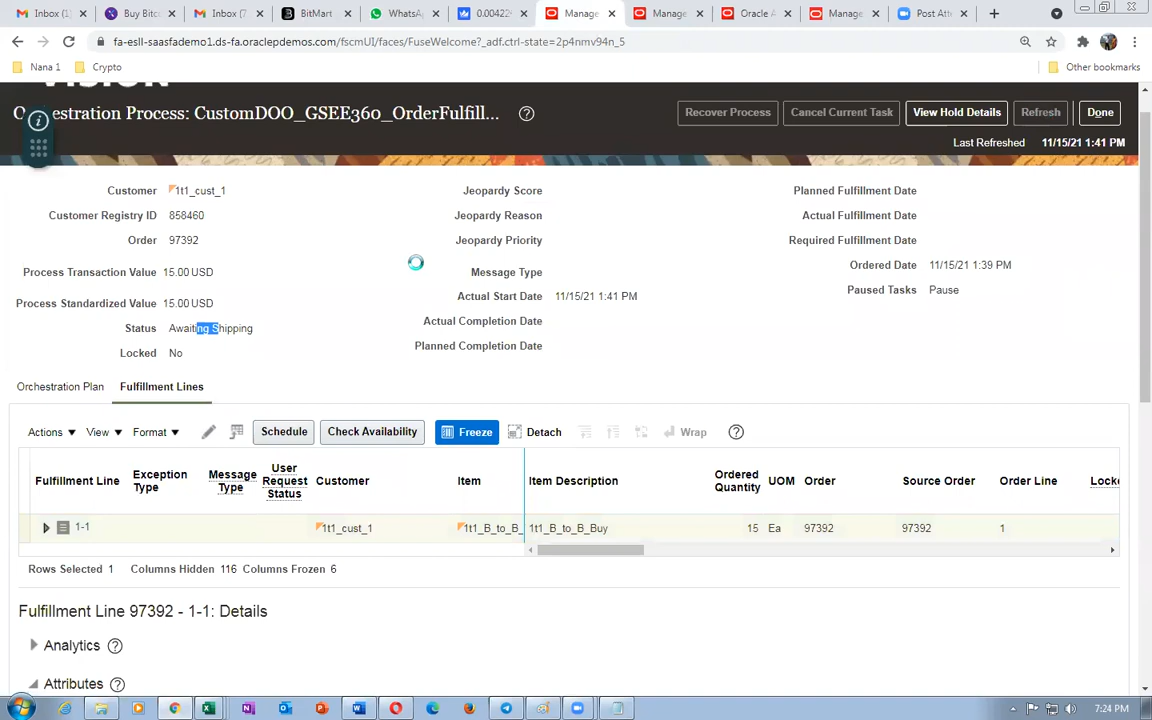 Inbox (1
Buy Bitc
Inbox (7
BitMart
WhatsA
0.00422
Manage
Manage
Oracle A
Manage
Post Att
fa-esll-saasfademo1.ds-fa.oraclepdemos.com/fscmUI/faces/FuseWelcome?_adf.ctrl-state=2p4nmv94n_5
Nana 1
Crypto
Other bookmarks
VISION
Orchestration Process: CustomDOO_GSEE360_OrderFulfill...
Recover Process
Cancel Current Task
View Hold Details
Refresh
Done
Last Refreshed 11/15/21 1:41 PM
Customer 1t1_cust_1
Customer Registry ID 858460
Order 97392
Process Transaction Value 15.00 USD
Process Standardized Value 15.00 USD
Status Awaiting Shipping
Locked No
Jeopardy Score
Jeopardy Reason
Jeopardy Priority
Message Type
Actual Start Date 11/15/21 1:41 PM
Actual Completion Date
Planned Completion Date
Planned Fulfillment Date
Actual Fulfillment Date
Required Fulfillment Date
Ordered Date 11/15/21 1:39 PM
Paused Tasks Pause
Orchestration Plan
Fulfillment Lines
Actions View Format Schedule Check Availability Freeze Detach Wrap
Fulfillment Line
Exception Type
Message Type
User Request Status
Customer
Item
Item Description
Ordered Quantity
UOM
Order
Source Order
Order Line
Locke
1-1 1t1_cust_1 1t1_B_to_B_ 1t1_B_to_B_Buy 15 Ea 97392 97392 1
Rows Selected 1 Columns Hidden 116 Columns Frozen 6
Fulfillment Line 97392 - 1-1: Details
Analytics
Attributes
7:24 PM